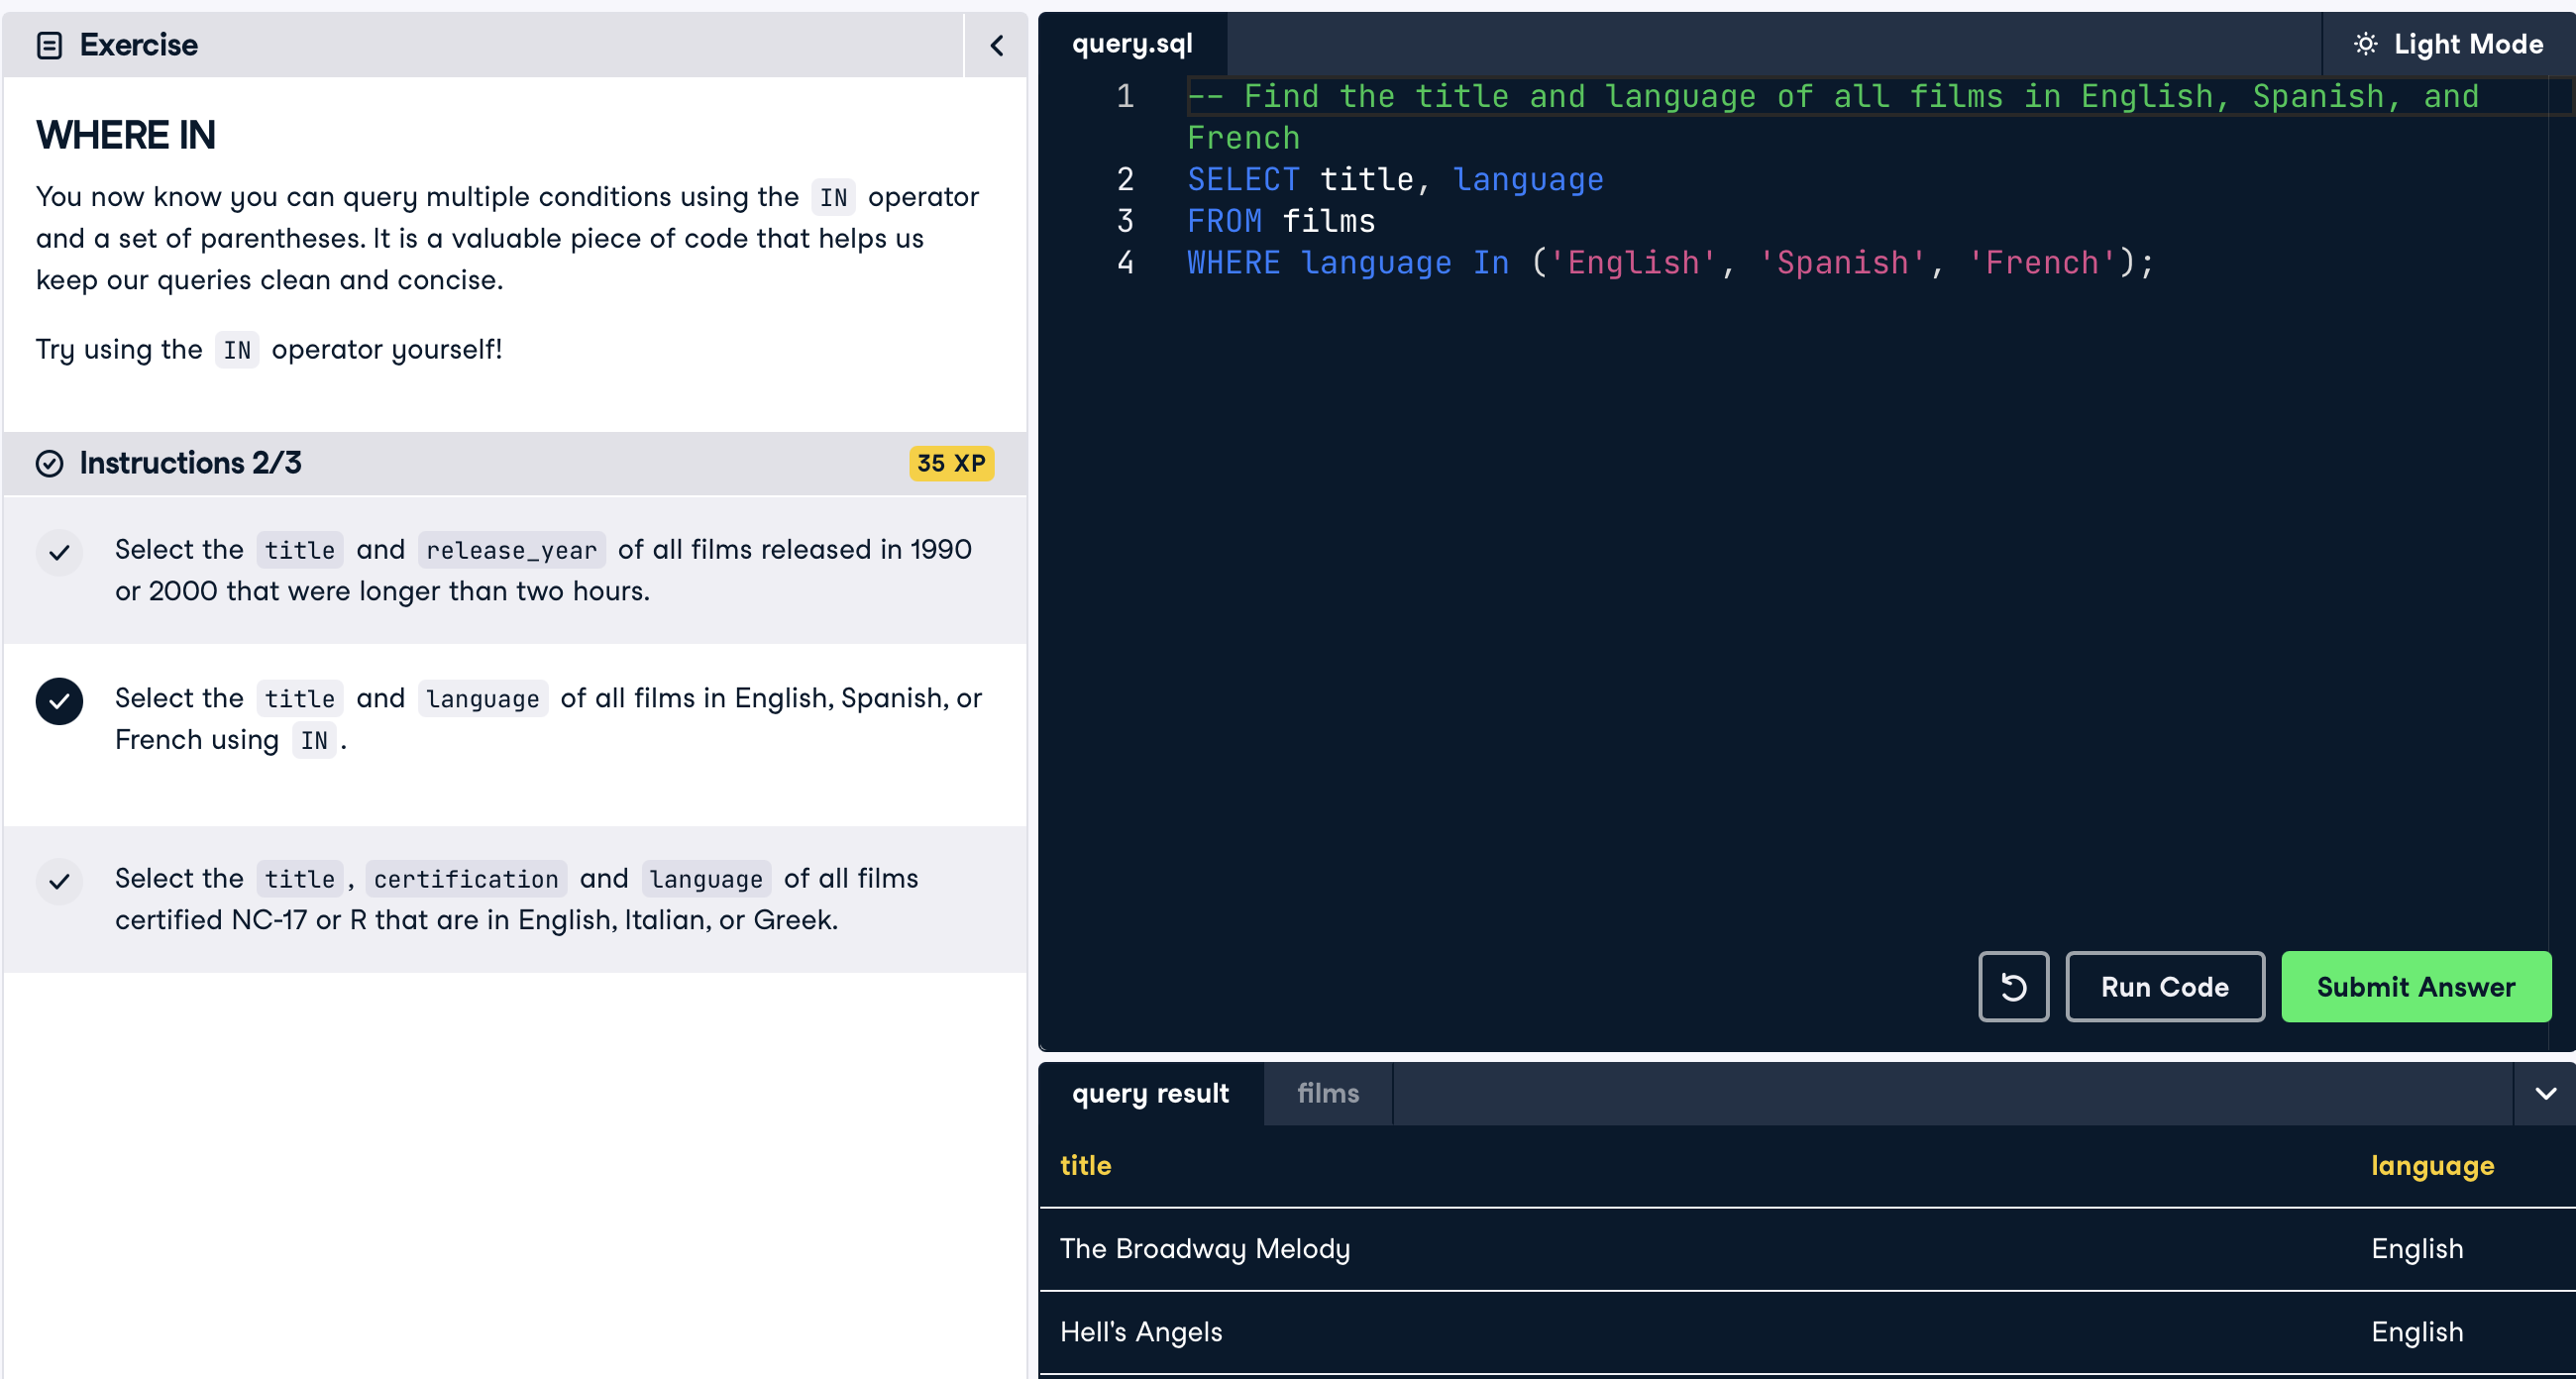 Exercise
WHERE IN
You now know you can query multiple conditions using the IN operator
and a set of parentheses. It is a valuable piece of code that helps us
keep our queries clean and concise.
Try using the IN operator yourself!
Instructions 2/3
35 XP
Select the title and release_year of all films released in 1990
or 2000 that were longer than two hours.
Select the title and language of all films in English, Spanish, or
French using IN.
Select the title, certification and language of all films
certified NC-17 or R that are in English, Italian, or Greek.
query.sql
Light Mode
1 -- Find the title and language of all films in English, Spanish, and
French
2 SELECT title, language
3 FROM films
4 WHERE language In ('English', 'Spanish', 'French');
Run Code
Submit Answer
query result
films
title language
The Broadway Melody English
Hell's Angels English